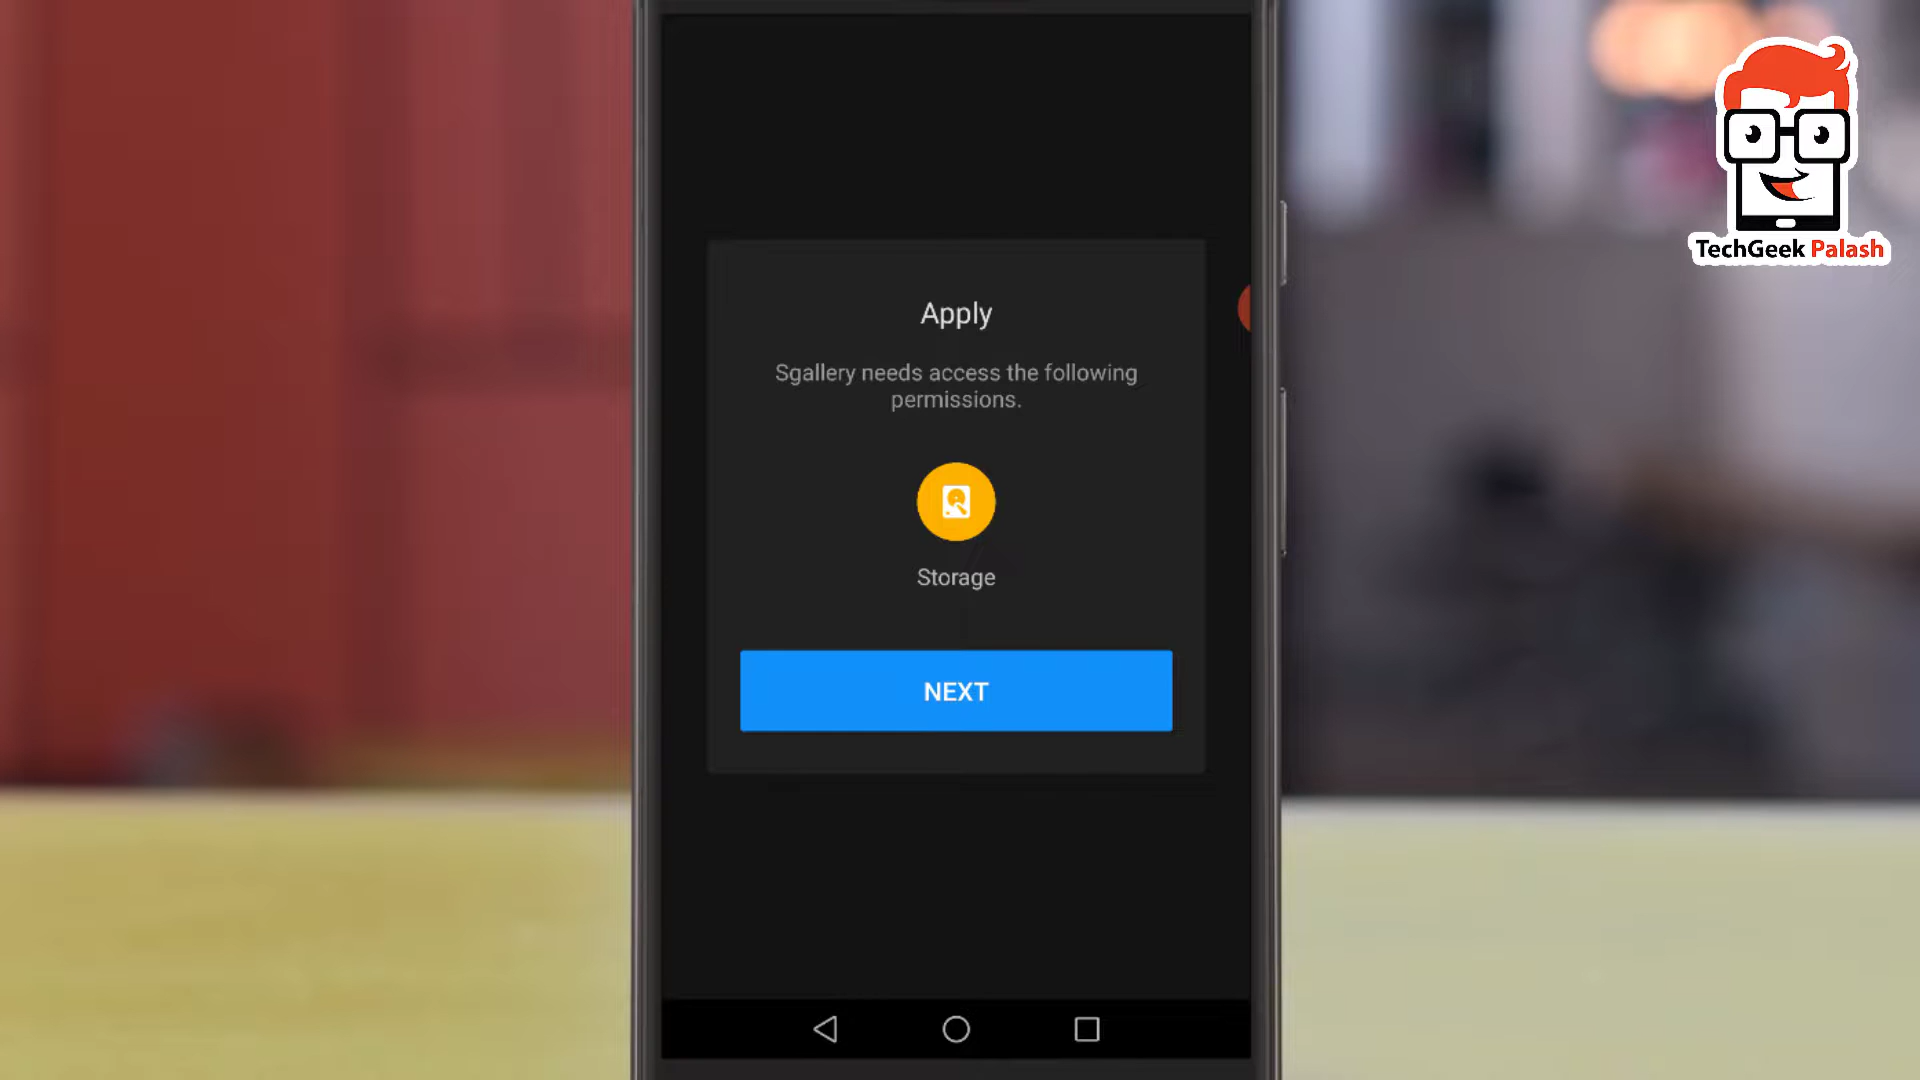 Apply
Sgallery needs access the following
permissions.
Storage
NEXT
TechGeek Palash